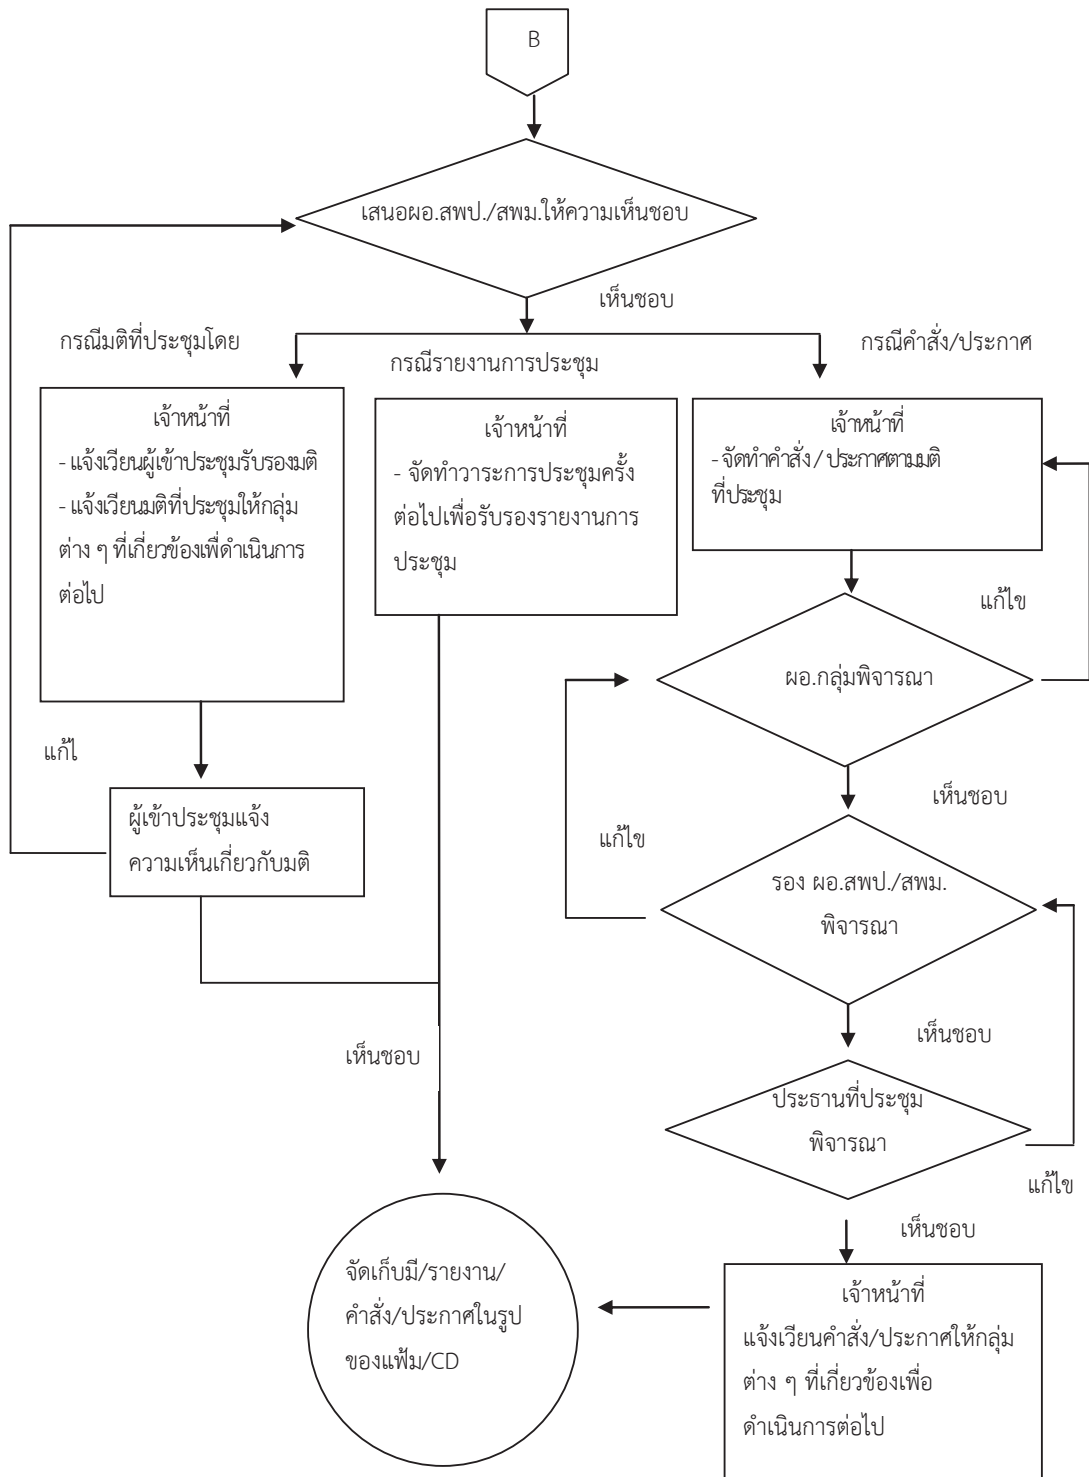 B
เสนอผอ.สพป./สพม.ให้ความเห็นชอบ
เห็นชอบ
กรณีมติที่ประชุมโดย
กรณีรายงานการประชุม
กรณีคำสั่ง/ประกาศ
เจ้าหน้าที่
- แจ้งเวียนผู้เข้าประชุมรับรองมติ
- แจ้งเวียนมติที่ประชุมให้กลุ่ม
ต่าง ๆ ที่เกี่ยวข้องเพื่อดำเนินการ
ต่อไป
เจ้าหน้าที่
- จัดทำวาระการประชุมครั้ง
ต่อไปเพื่อรับรองรายงานการ
ประชุม
เจ้าหน้าที่
- จัดทำคำสั่ง / ประกาศตามมติ
ที่ประชุม
แก้ไข
ผอ.กลุ่มพิจารณา
แก้ไ
เห็นชอบ
ผู้เข้าประชุมแจ้ง
ความเห็นเกี่ยวกับมติ
แก้ไข
รอง ผอ.สพป./สพม.
พิจารณา
เห็นชอบ
เห็นชอบ
ประธานที่ประชุม
พิจารณา
แก้ไข
เห็นชอบ
จัดเก็บมี/รายงาน/
คำสั่ง/ประกาศในรูป
ของแฟ้ม/CD
เจ้าหน้าที่
แจ้งเวียนคำสั่ง/ประกาศให้กลุ่ม
ต่าง ๆ ที่เกี่ยวข้องเพื่อ
ดำเนินการต่อไป